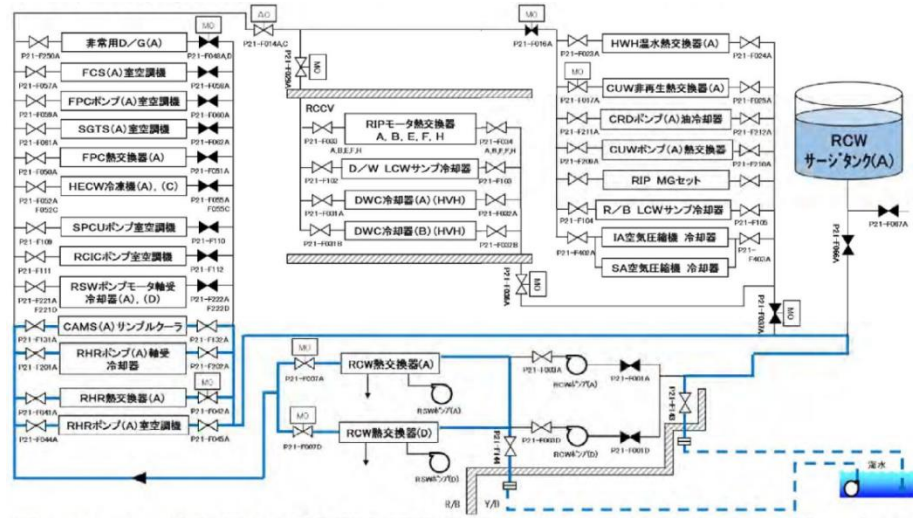 MO
AO
MO
非常用D／G(A)
P21-F250A
P21-F048A,D
P21-F014A,C
P21-F016A
HWH温水熱交換器(A)
P21-F023A
P21-F024A
FCS(A)室空調機
P21-F057A
P21-F058A
P21-F025A
MO
MO
FPCポンプ(A)室空調機
P21-F059A
P21-F060A
CUW非再生熱交換器(A)
P21-F017A
RCCV
SGTS(A)室空調機
P21-F061A
P21-F062A
RIPモータ熱交換器
A, B, E, F, H
P21-F033
A,B,E,F,H
P21-F034
A,B,E,F,H
CRDポンプ(A)油冷却器
P21-F211A
P21-F212A
RCW
サージタンク(A)
FPC熱交換器(A)
P21-F050A
P21-F051A
D／W LCWサンプ冷却器
P21-F102
P21-F103
CUWポンプ(A)熱交換器
P21-F209A
P21-F210A
HECW冷凍機(A), (C)
P21-F052A
F052C
P21-F055A
F055C
DWC冷却器(A)(HVH)
P21-F031A
P21-F032A
RIP MGセット
SPCUポンプ室空調機
P21-F109
P21-F110
DWC冷却器(B)(HVH)
P21-F031B
P21-F032B
R／B LCWサンプ冷却器
P21-F104
P21-F105
P21-F067A
RCICポンプ室空調機
P21-F111
P21-F112
IA空気圧縮機 冷却器
P21-F402A
P21-
F403A
P21-F066A
RSWポンプモータ軸受
冷却器(A), (D)
P21-F221A
F221D
P21-F222A
F222D
SA空気圧縮機 冷却器
MO
CAMS(A)サンプルクーラ
P21-F131A
P21-F132A
MO
RHRポンプ(A)軸受
冷却器
P21-F201A
P21-F202A
MO
P21-F007A
RCW熱交換器(A)
RSWポンプ(A)
P21-F003A
RCWポンプ(A)
P21-F001A
P21-F143
RHR熱交換器(A)
P21-F041A
MO
P21-F042A
MO
P21-F007D
RCW熱交換器(D)
RSWポンプ(D)
P21-F003D
RCWポンプ(D)
P21-F001D
P21-F144
RHRポンプ(A)室空調機
P21-F044A
P21-F045A
海水
R/B
Y/B